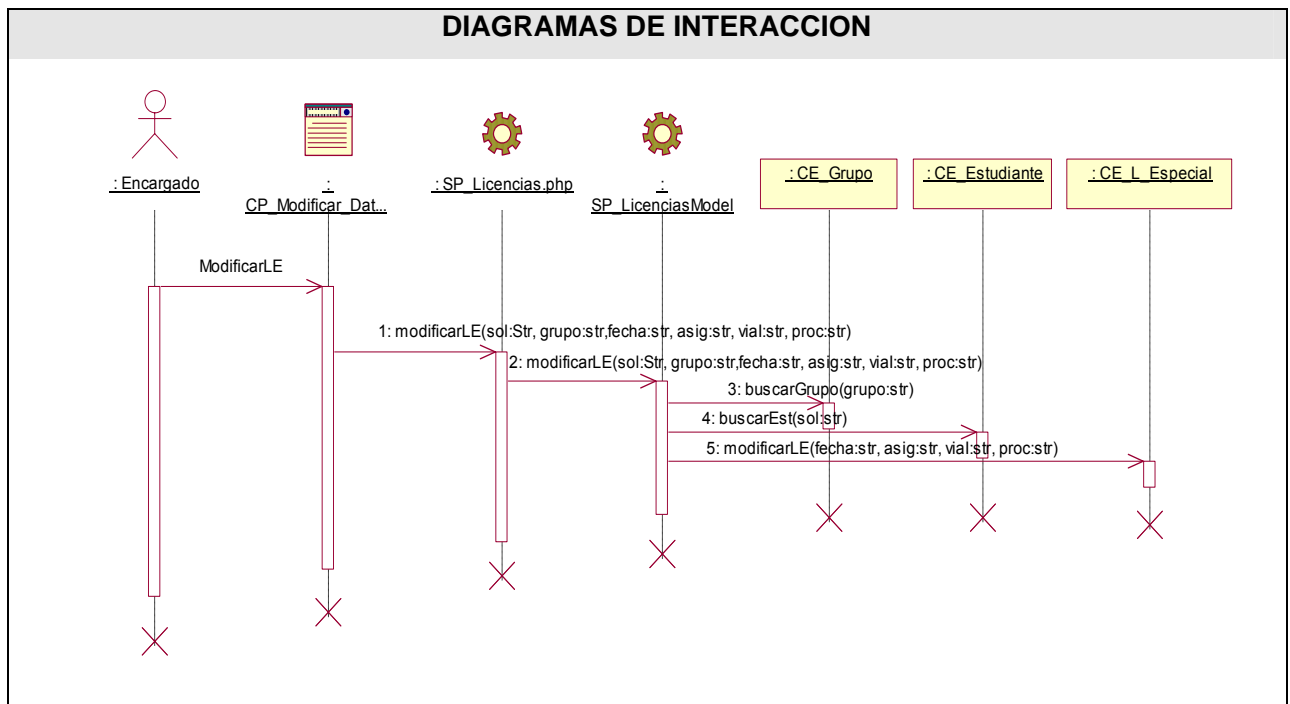 DIAGRAMAS DE INTERACCION
: Encargado
:
CP_Modificar_Dat...
: SP_Licencias.php
:
SP_LicenciasModel
: CE_Grupo
: CE_Estudiante
: CE_L_Especial
ModificarLE
1: modificarLE(sol:Str, grupo:str,fecha:str, asig:str, vial:str, proc:str)
2: modificarLE(sol:Str, grupo:str,fecha:str, asig:str, vial:str, proc:str)
3: buscarGrupo(grupo:str)
4: buscarEst(sol:str)
5: modificarLE(fecha:str, asig:str, vial:str, proc:str)